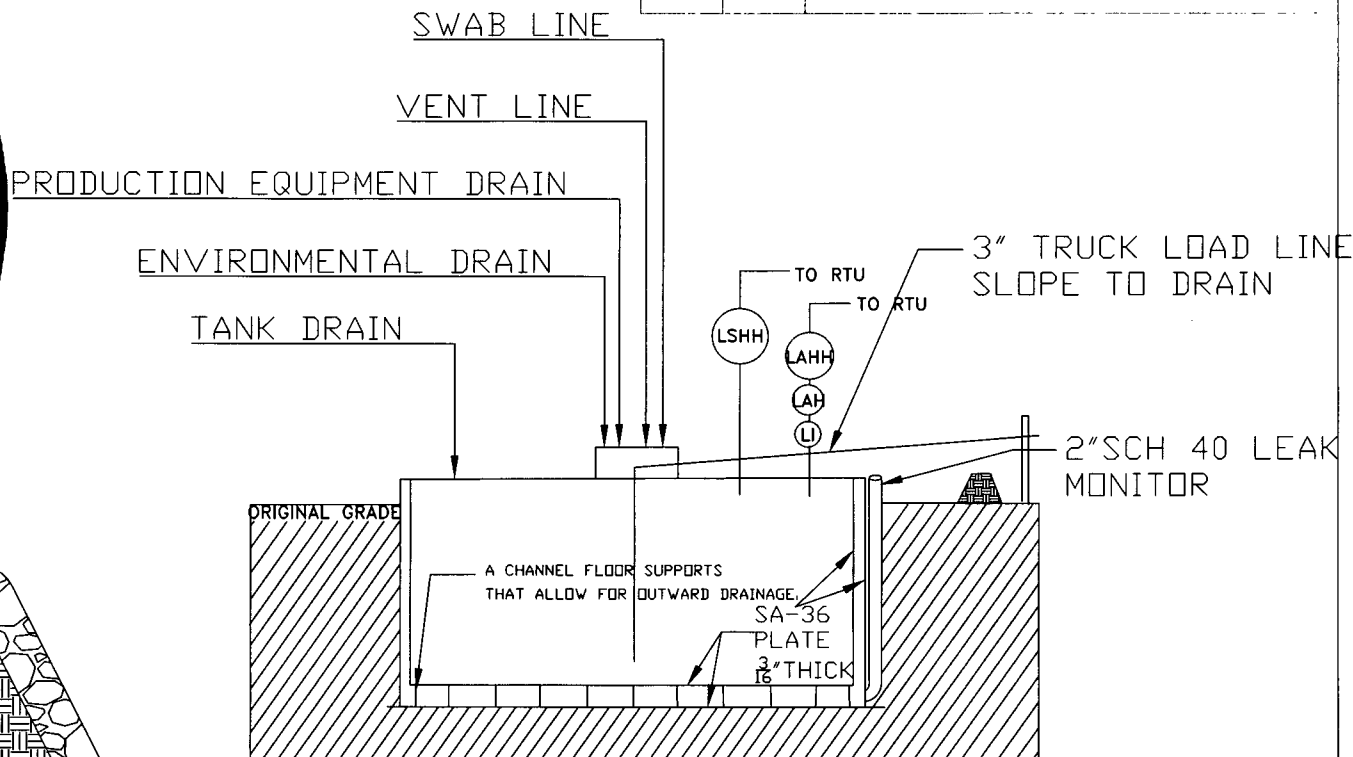 SWAB LINE
VENT LINE
PRODUCTION EQUIPMENT DRAIN
ENVIRONMENTAL DRAIN
TANK DRAIN
TO RTU
TO RTU
3" TRUCK LOAD LINE
SLOPE TO DRAIN
LSHH
LAHH
LAH
LI
2"SCH 40 LEAK
MONITOR
ORIGINAL GRADE
A CHANNEL FLOOR SUPPORTS
THAT ALLOW FOR OUTWARD DRAINAGE.
SA-36
PLATE
3/16" THICK